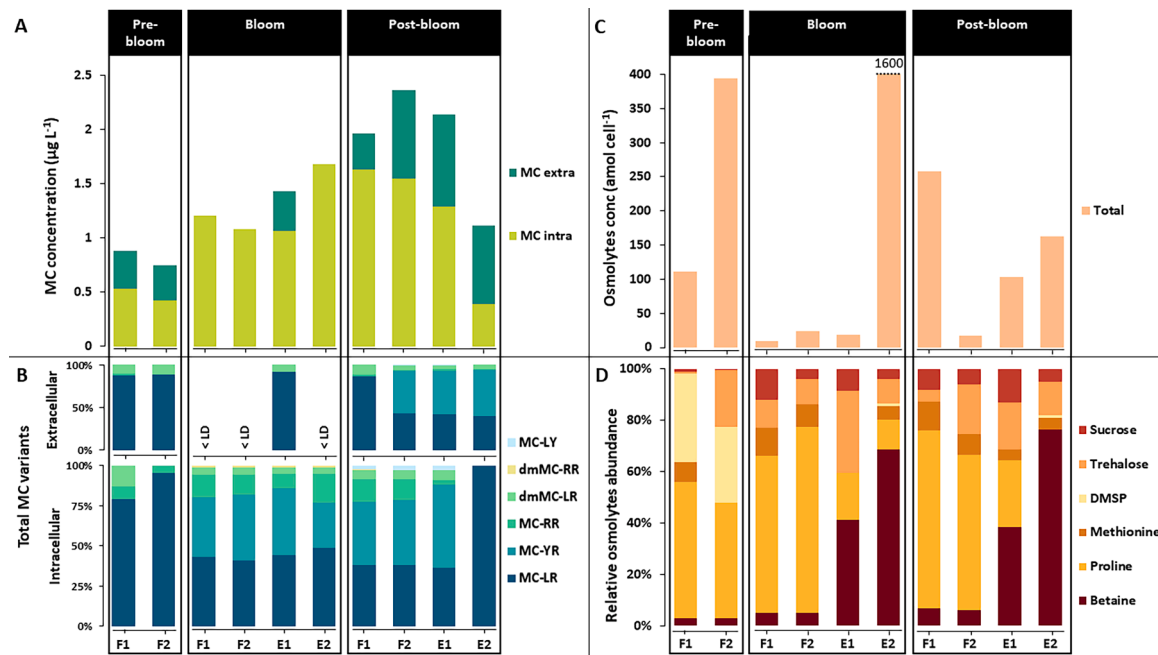 A
Pre-
bloom
Bloom
Post-bloom
MC concentration (µg L-1)
2.5
2
1.5
1
0.5
0
MC extra
MC intra
F1 F2 F1 F2 E1 E2 F1 F2 E1 E2
B
Total MC variants
Extracellular
100%
50%
0%
< LD
< LD
< LD
Intracellular
100%
75%
50%
25%
0%
MC-LY
dmMC-RR
dmMC-LR
MC-RR
MC-YR
MC-LR
C
Pre-
bloom
Bloom
Post-bloom
Osmolytes conc (amol cell-1)
400
350
300
250
200
150
100
50
0
1600
Total
D
Relative osmolytes abundance
100%
80%
60%
40%
20%
0%
Sucrose
Trehalose
DMSP
Methionine
Proline
Betaine
F1 F2 F1 F2 E1 E2 F1 F2 E1 E2